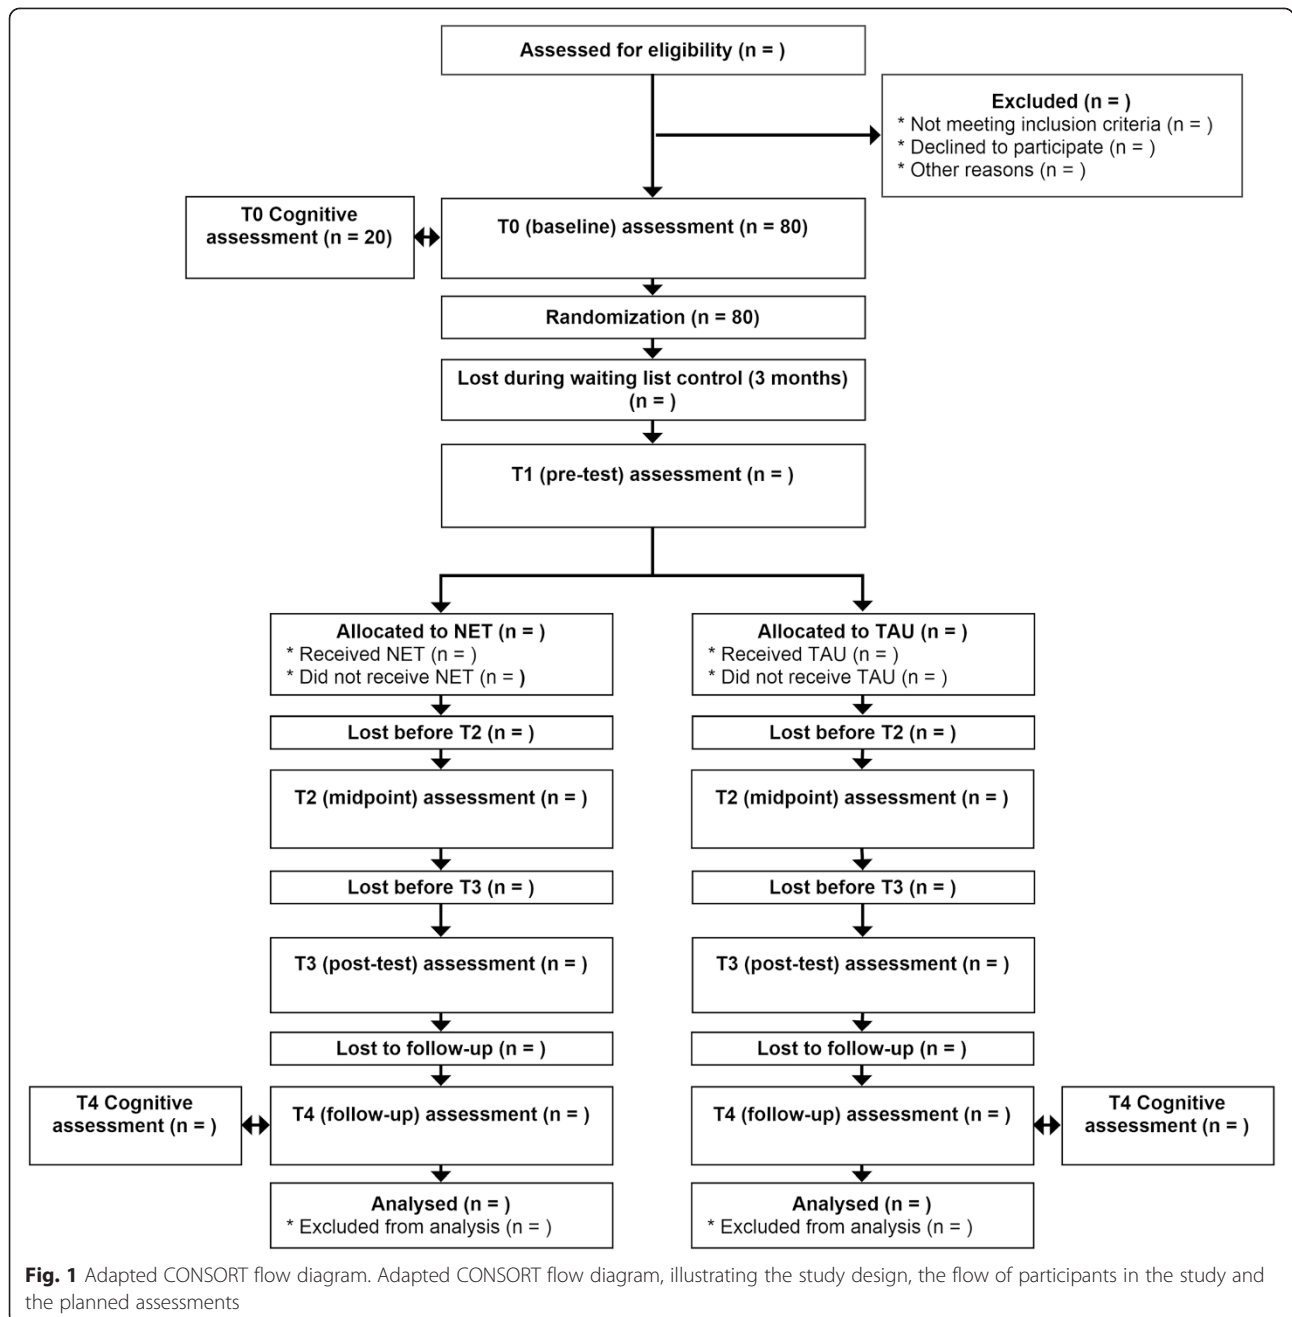 Assessed for eligibility (n = )
Excluded (n = )
* Not meeting inclusion criteria (n = )
* Declined to participate (n = )
* Other reasons (n = )
T0 Cognitive
assessment (n = 20)
T0 (baseline) assessment (n = 80)
Randomization (n = 80)
Lost during waiting list control (3 months)
(n = )
T1 (pre-test) assessment (n = )
Allocated to NET (n = )
* Received NET (n = )
* Did not receive NET (n = )
Allocated to TAU (n = )
* Received TAU (n = )
* Did not receive TAU (n = )
Lost before T2 (n = )
Lost before T2 (n = )
T2 (midpoint) assessment (n = )
T2 (midpoint) assessment (n = )
Lost before T3 (n = )
Lost before T3 (n = )
T3 (post-test) assessment (n = )
T3 (post-test) assessment (n = )
Lost to follow-up (n = )
Lost to follow-up (n = )
T4 Cognitive
assessment (n = )
T4 (follow-up) assessment (n = )
T4 (follow-up) assessment (n = )
T4 Cognitive
assessment (n = )
Analysed (n = )
* Excluded from analysis (n = )
Analysed (n = )
* Excluded from analysis (n = )
Fig. 1 Adapted CONSORT flow diagram. Adapted CONSORT flow diagram, illustrating the study design, the flow of participants in the study and
the planned assessments